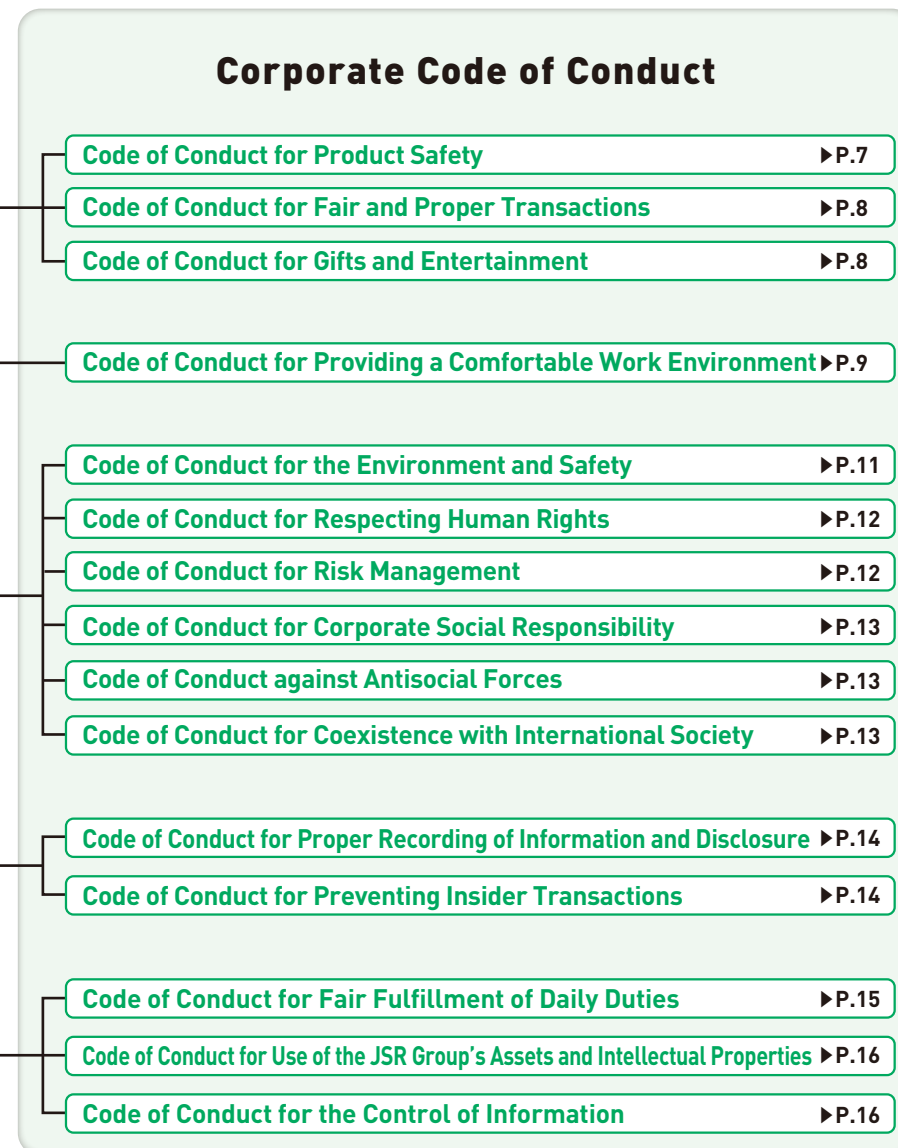 Corporate Code of Conduct
Code of Conduct for Product Safety ▶P.7
Code of Conduct for Fair and Proper Transactions ▶P.8
Code of Conduct for Gifts and Entertainment ▶P.8
Code of Conduct for Providing a Comfortable Work Environment ▶P.9
Code of Conduct for the Environment and Safety ▶P.11
Code of Conduct for Respecting Human Rights ▶P.12
Code of Conduct for Risk Management ▶P.12
Code of Conduct for Corporate Social Responsibility ▶P.13
Code of Conduct against Antisocial Forces ▶P.13
Code of Conduct for Coexistence with International Society ▶P.13
Code of Conduct for Proper Recording of Information and Disclosure ▶P.14
Code of Conduct for Preventing Insider Transactions ▶P.14
Code of Conduct for Fair Fulfillment of Daily Duties ▶P.15
Code of Conduct for Use of the JSR Group's Assets and Intellectual Properties ▶P.16
Code of Conduct for the Control of Information ▶P.16